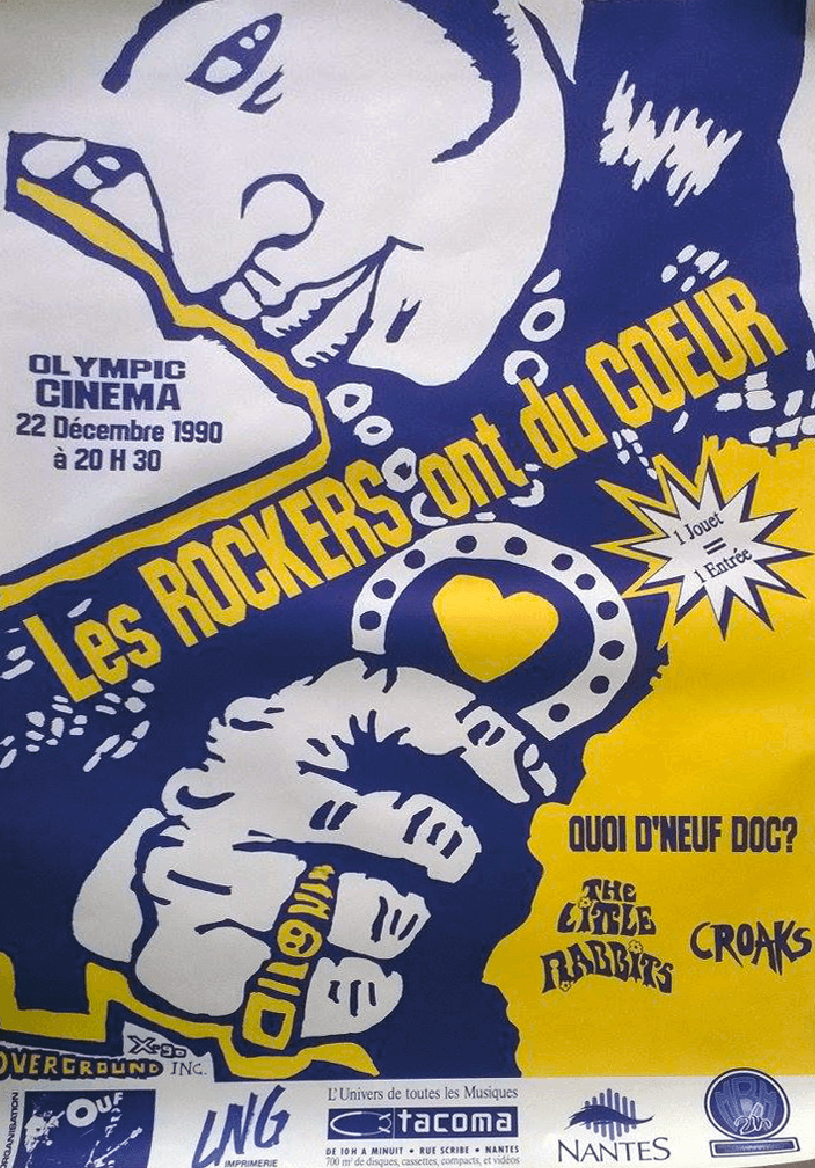 OLYMPIC
CINEMA
22 Décembre 1990
à 20 H 30
Les ROCKERS ont du COEUR
1 Jouet
=
1 Entrée
QUOI D'NEUF DOC?
THE
LITTLE
RABBITS
CROAKS
OVERGROUND INC.
ORGANISATION
OUF
LNG
IMPRIMERIE
L'Univers de toutes les Musiques
tacoma
DE 10H A MINUIT • RUE SCRIBE • NANTES
700 m² de disques, cassettes, compacts, et vidéos
NANTES